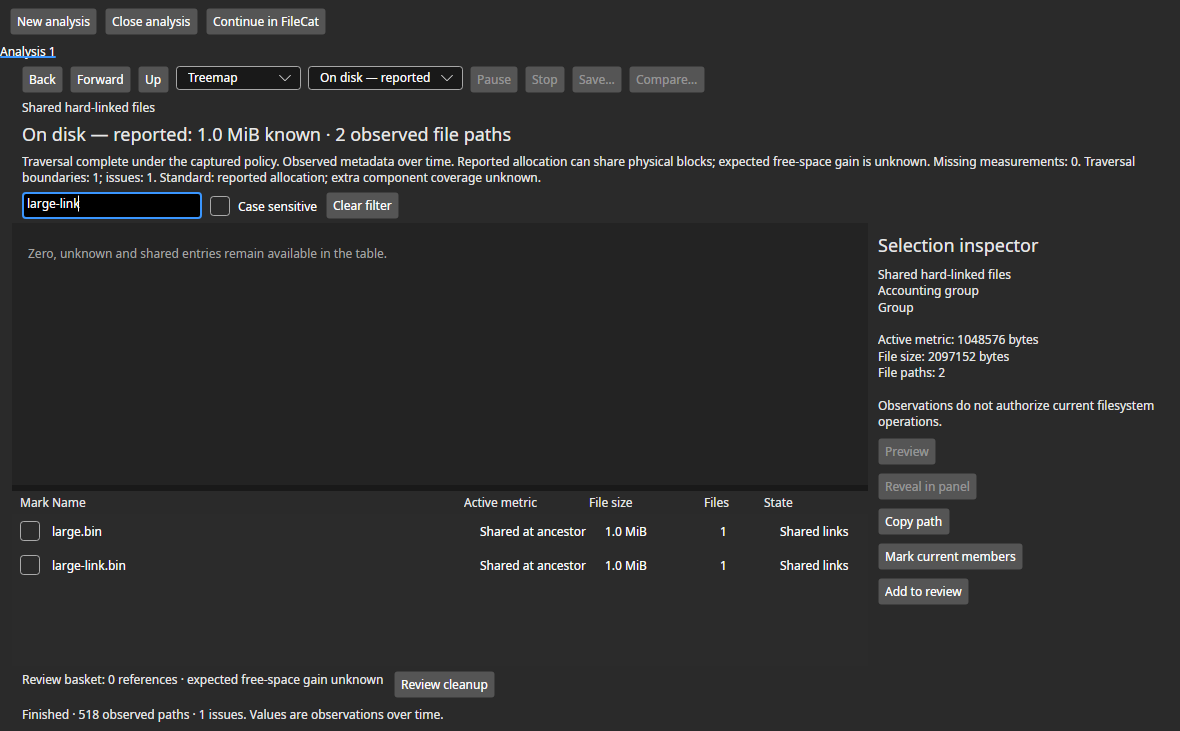 New analysis Close analysis Continue in FileCat
Analysis 1
Back Forward Up Treemap On disk — reported Pause Stop Save... Compare...
Shared hard-linked files
On disk — reported: 1.0 MiB known · 2 observed file paths
Traversal complete under the captured policy. Observed metadata over time. Reported allocation can share physical blocks; expected free-space gain is unknown. Missing measurements: 0. Traversal
boundaries: 1; issues: 1. Standard: reported allocation; extra component coverage unknown.
large-link Case sensitive Clear filter
Zero, unknown and shared entries remain available in the table.
Mark Name Active metric File size Files State
large.bin Shared at ancestor 1.0 MiB 1 Shared links
large-link.bin Shared at ancestor 1.0 MiB 1 Shared links
Selection inspector
Shared hard-linked files
Accounting group
Group
Active metric: 1048576 bytes
File size: 2097152 bytes
File paths: 2
Observations do not authorize current filesystem
operations.
Preview
Reveal in panel
Copy path
Mark current members
Add to review
Review basket: 0 references · expected free-space gain unknown Review cleanup
Finished · 518 observed paths · 1 issues. Values are observations over time.